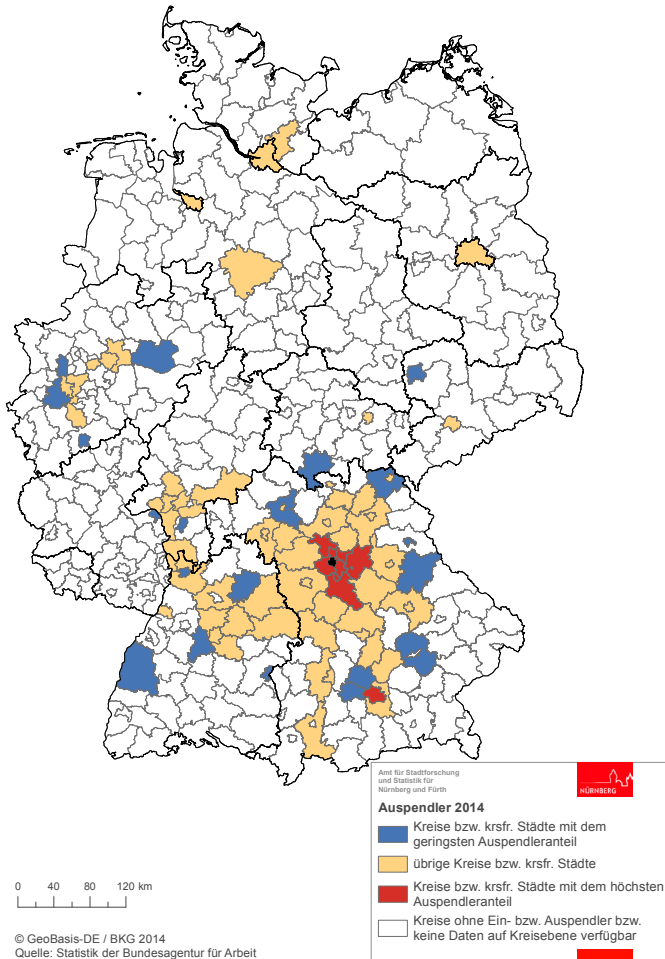 Amt für Stadtforschung
und Statistik für
Nürnberg und Fürth
NÜRNBERG
Auspendler 2014
Kreise bzw. krsfr. Städte mit dem
geringsten Auspendleranteil
übrige Kreise bzw. krsfr. Städte
Kreise bzw. krsfr. Städte mit dem höchsten
Auspendleranteil
Kreise ohne Ein- bzw. Auspendler bzw.
keine Daten auf Kreisebene verfügbar
0 40 80 120 km
© GeoBasis-DE / BKG 2014
Quelle: Statistik der Bundesagentur für Arbeit